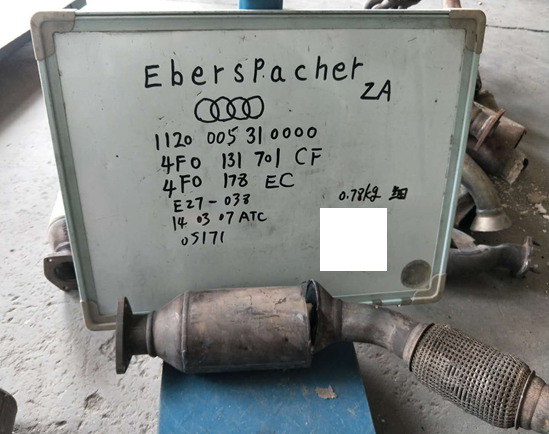 Eberspacher
ZA
1120 005 31 0000
4F0 131 701 CF
4F0 178 EC
E27-033
0.78kg
14 03 07 ATC
05171